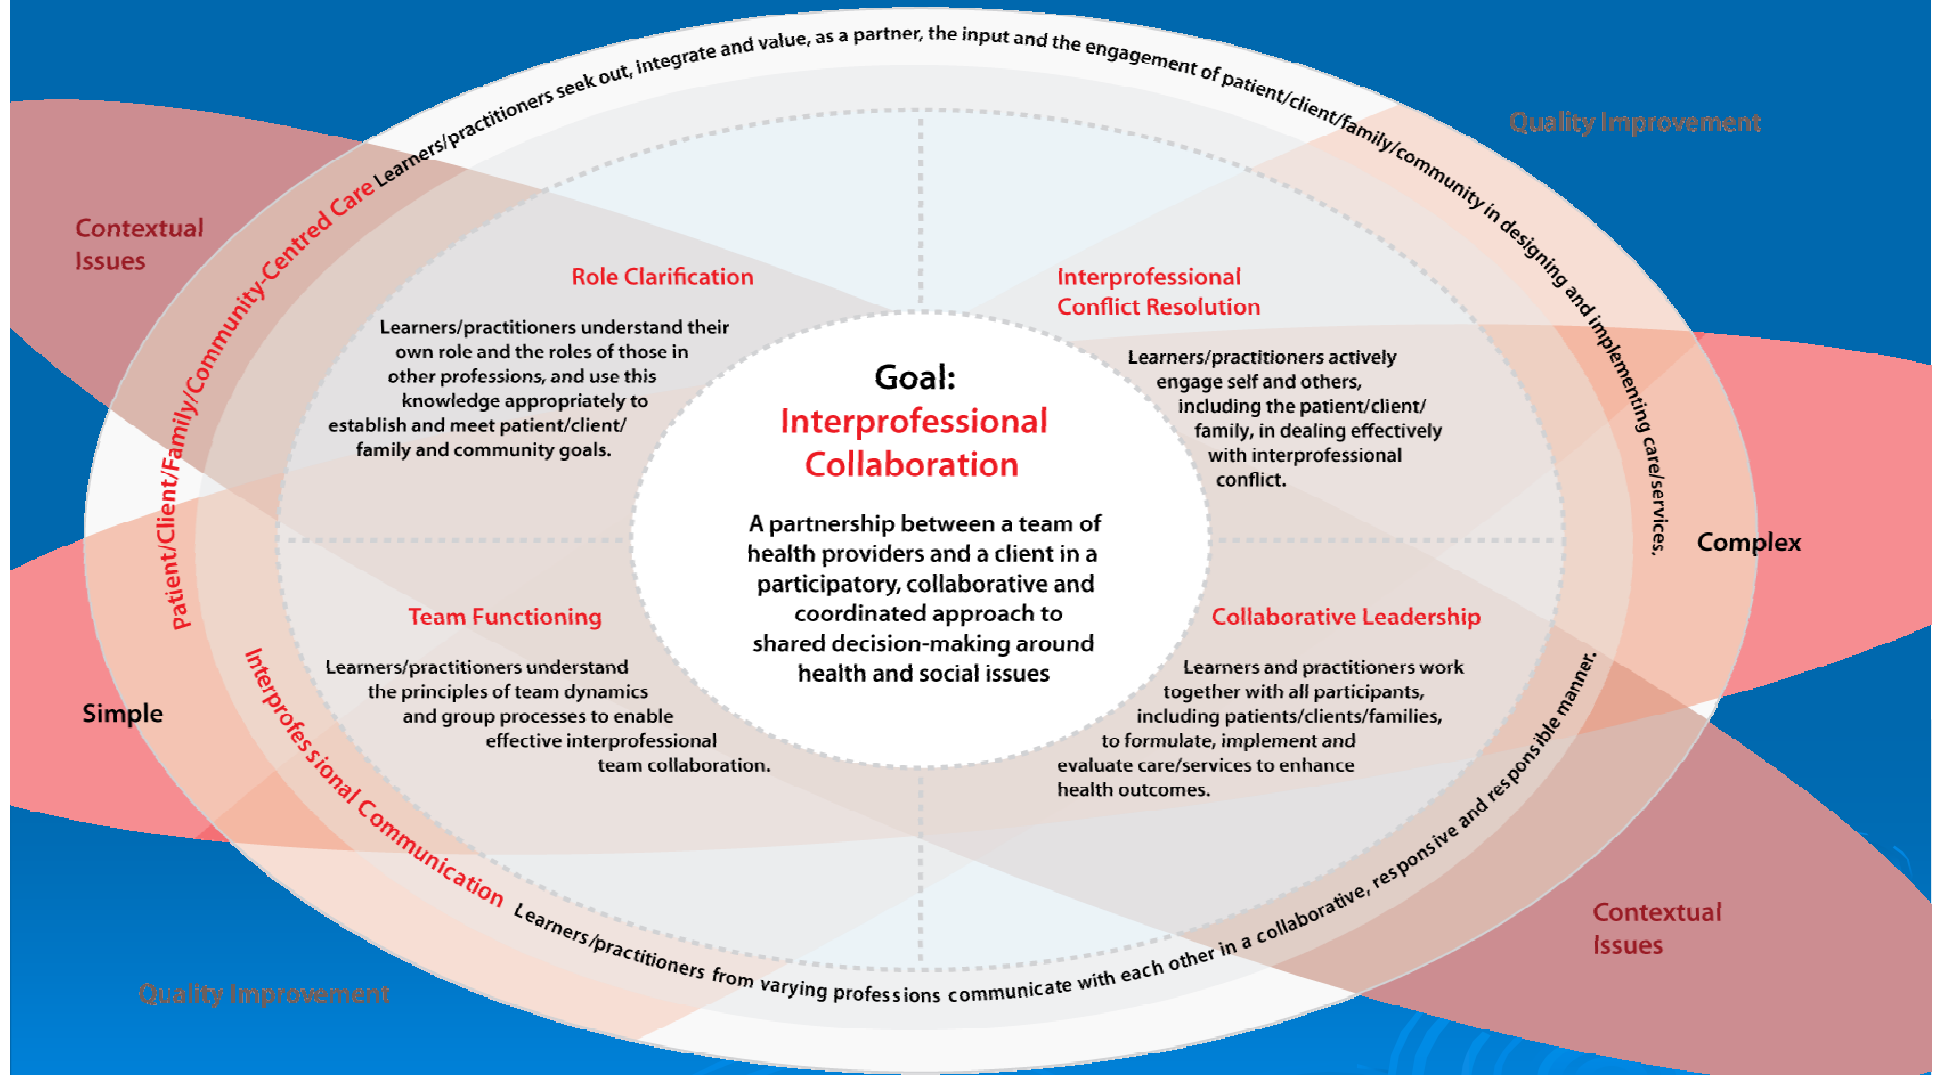 Patient/Client/Family/Community-Centred Care Learners/practitioners seek out, integrate and value, as a partner, the input and the engagement of patient/client/family/community in designing and implementing care/services.
Quality Improvement
Contextual
Issues
Role Clarification
Learners/practitioners understand their
own role and the roles of those in
other professions, and use this
knowledge appropriately to
establish and meet patient/client/
family and community goals.
Interprofessional
Conflict Resolution
Learners/practitioners actively
engage self and others,
including the patient/client/
family, in dealing effectively
with interprofessional
conflict.
Goal:
Interprofessional
Collaboration
A partnership between a team of
health providers and a client in a
participatory, collaborative and
coordinated approach to
shared decision-making around
health and social issues
Complex
Simple
Team Functioning
Learners/practitioners understand
the principles of team dynamics
and group processes to enable
effective interprofessional
team collaboration.
Collaborative Leadership
Learners and practitioners work
together with all participants,
including patients/clients/families,
to formulate, implement and
evaluate care/services to enhance
health outcomes.
Interprofessional Communication Learners/practitioners from varying professions communicate with each other in a collaborative, responsive and responsible manner.
Contextual
Issues
Quality Improvement